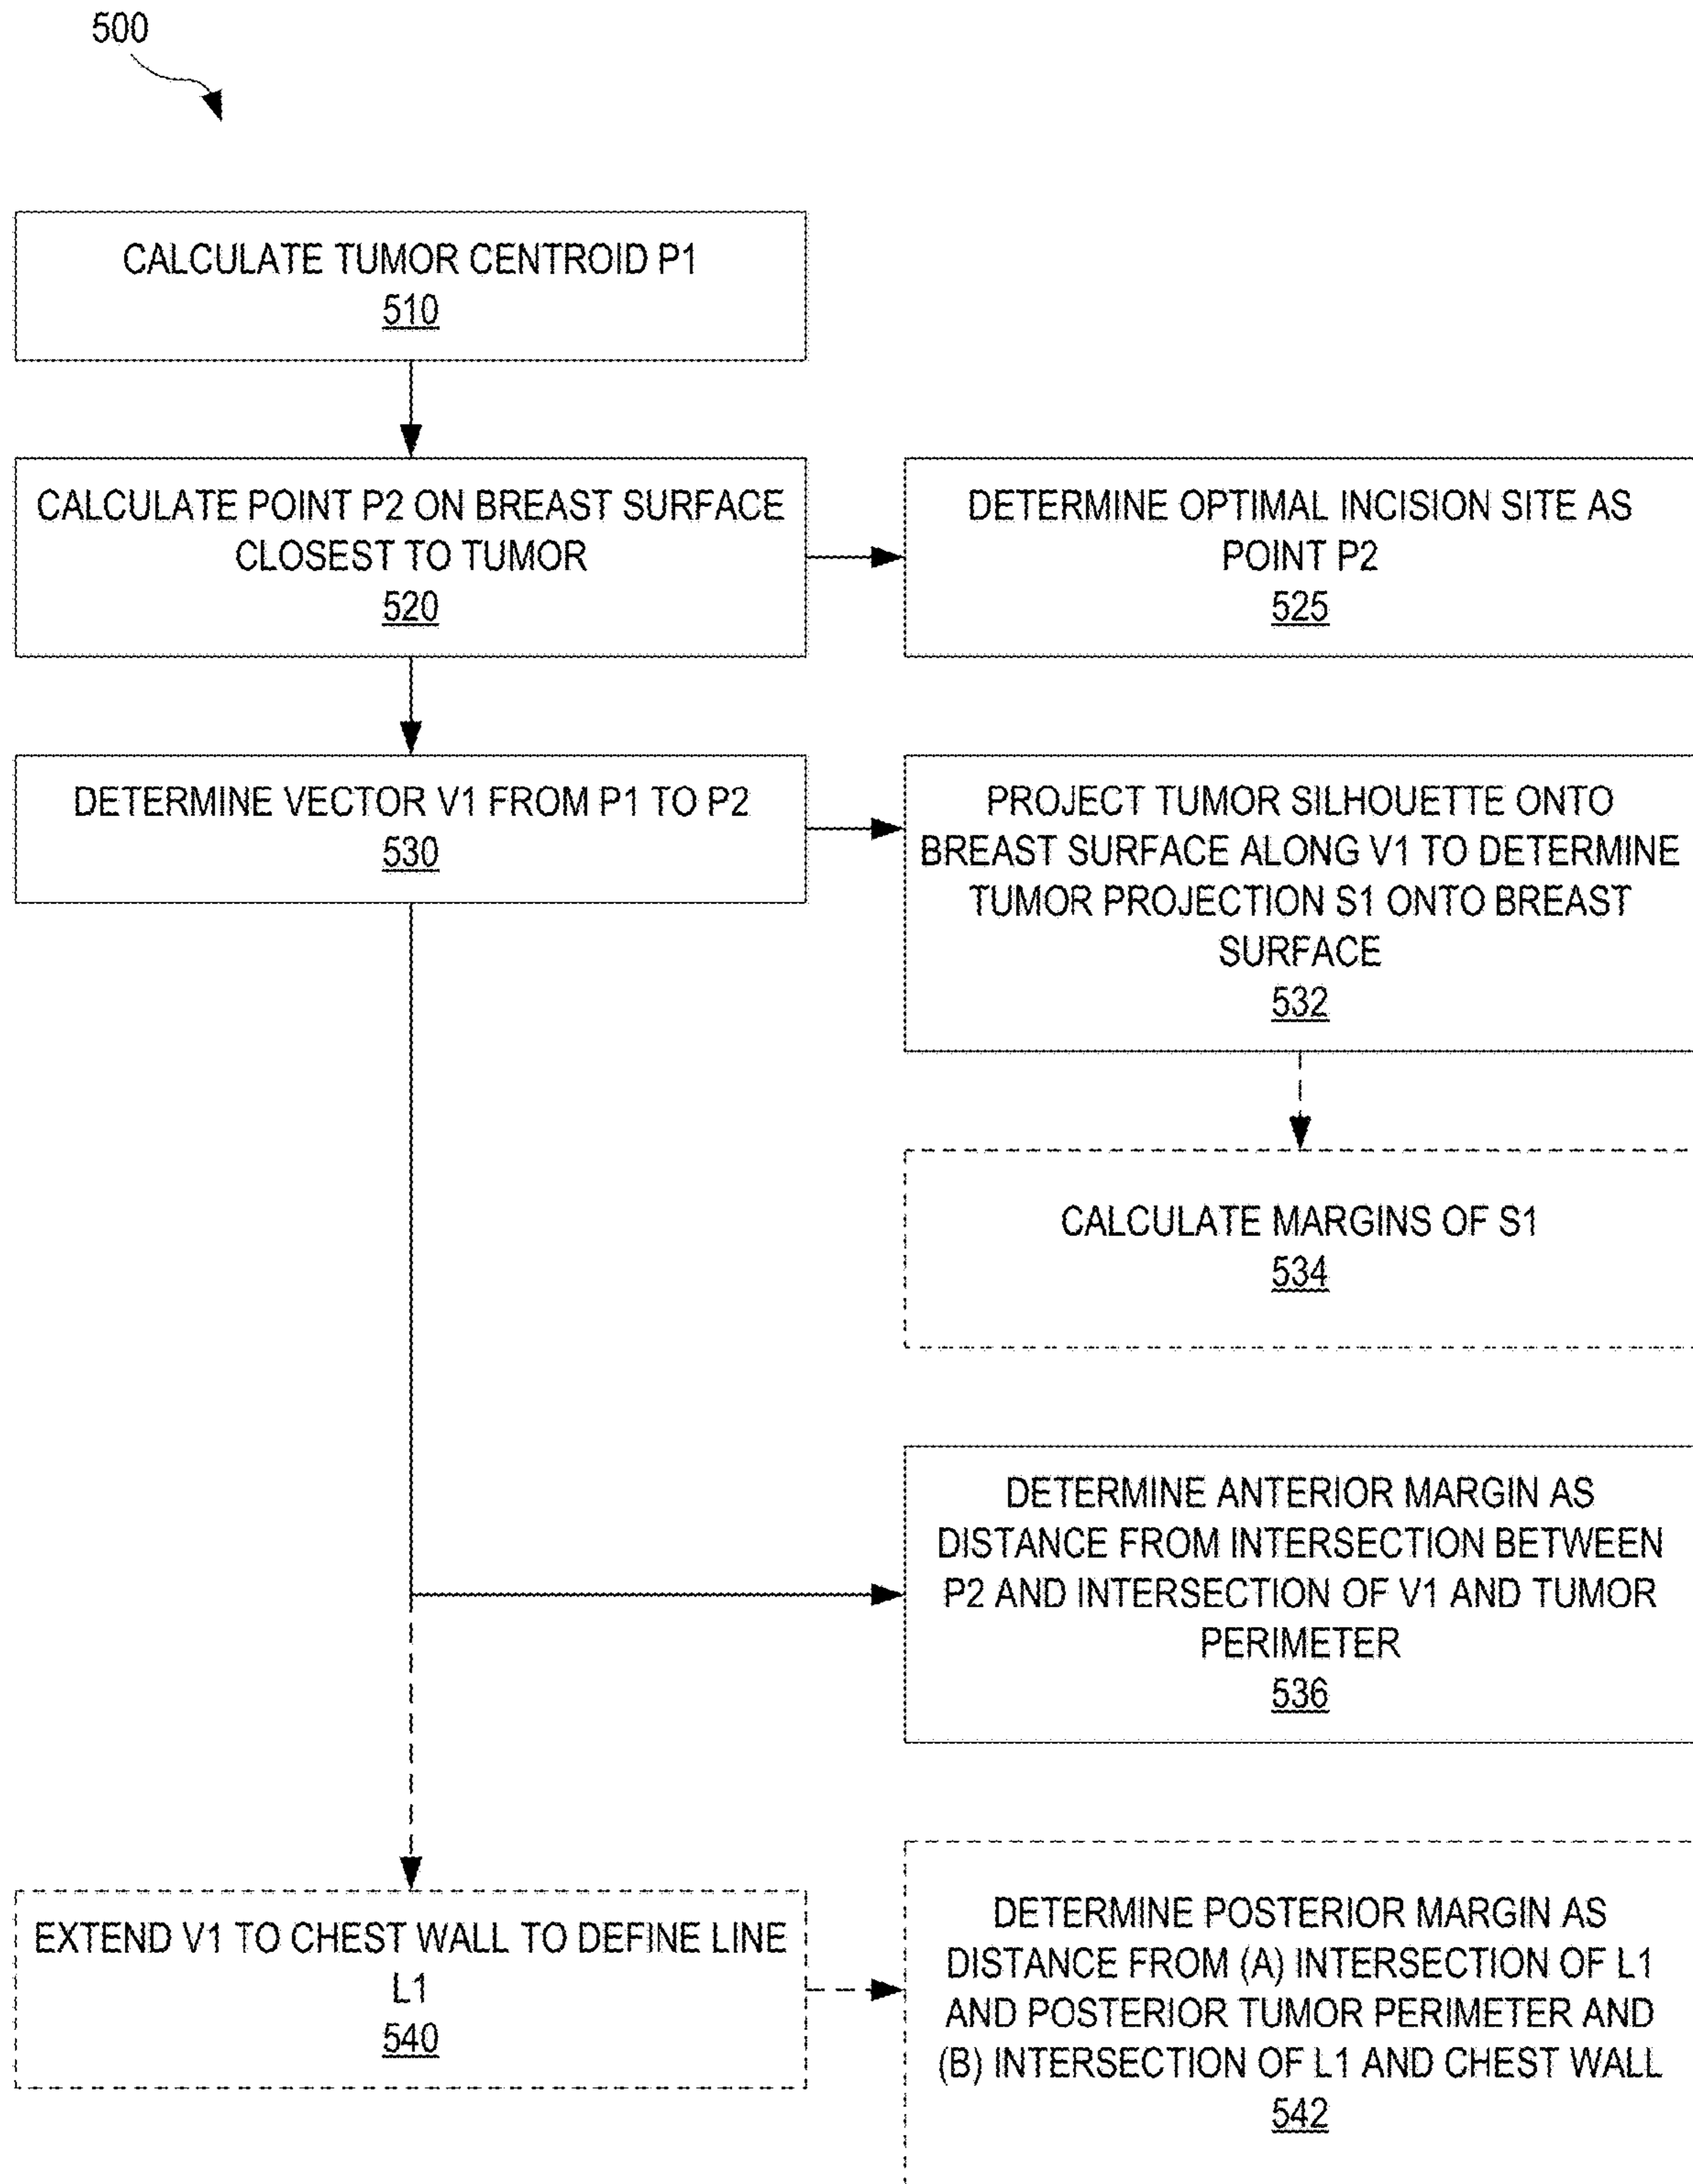 500
CALCULATE TUMOR CENTROID P1
510
CALCULATE POINT P2 ON BREAST SURFACE
CLOSEST TO TUMOR
520
DETERMINE OPTIMAL INCISION SITE AS
POINT P2
525
DETERMINE VECTOR V1 FROM P1 TO P2
530
PROJECT TUMOR SILHOUETTE ONTO
BREAST SURFACE ALONG V1 TO DETERMINE
TUMOR PROJECTION S1 ONTO BREAST
SURFACE
532
CALCULATE MARGINS OF S1
534
DETERMINE ANTERIOR MARGIN AS
DISTANCE FROM INTERSECTION BETWEEN
P2 AND INTERSECTION OF V1 AND TUMOR
PERIMETER
536
EXTEND V1 TO CHEST WALL TO DEFINE LINE
L1
540
DETERMINE POSTERIOR MARGIN AS
DISTANCE FROM (A) INTERSECTION OF L1
AND POSTERIOR TUMOR PERIMETER AND
(B) INTERSECTION OF L1 AND CHEST WALL
542